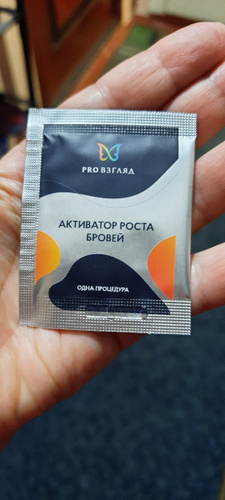 PRO ВЗГЛЯД
АКТИВАТОР РОСТА
БРОВЕЙ
ОДНА ПРОЦЕДУРА